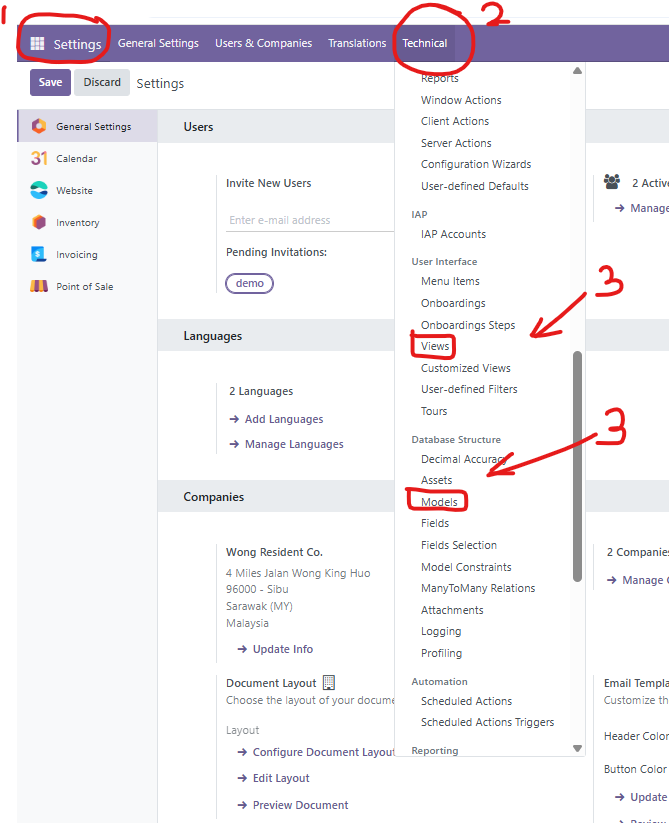 1
2
Settings General Settings Users & Companies Translations Technical
Save Discard Settings
General Settings
31 Calendar
Website
Inventory
Invoicing
Point of Sale
Users
Invite New Users
Enter e-mail address
Pending Invitations:
demo
2 Active
→ Manage
Languages
2 Languages
→ Add Languages
→ Manage Languages
Companies
Wong Resident Co.
4 Miles Jalan Wong King Huo
96000 - Sibu
Sarawak (MY)
Malaysia
→ Update Info
2 Companies
→ Manage
Document Layout
Choose the layout of your docume
Layout
→ Configure Document Layout
→ Edit Layout
→ Preview Document
Email Templa
Customize th
Header Color
Button Color
→ Update
Reports
Window Actions
Client Actions
Server Actions
Configuration Wizards
User-defined Defaults
IAP
IAP Accounts
User Interface
Menu Items
Onboardings
Onboardings Steps
Views
3
Customized Views
User-defined Filters
Tours
Database Structure
3
Decimal Accuracy
Assets
Models
Fields
Fields Selection
Model Constraints
ManyToMany Relations
Attachments
Logging
Profiling
Automation
Scheduled Actions
Scheduled Actions Triggers
Reporting